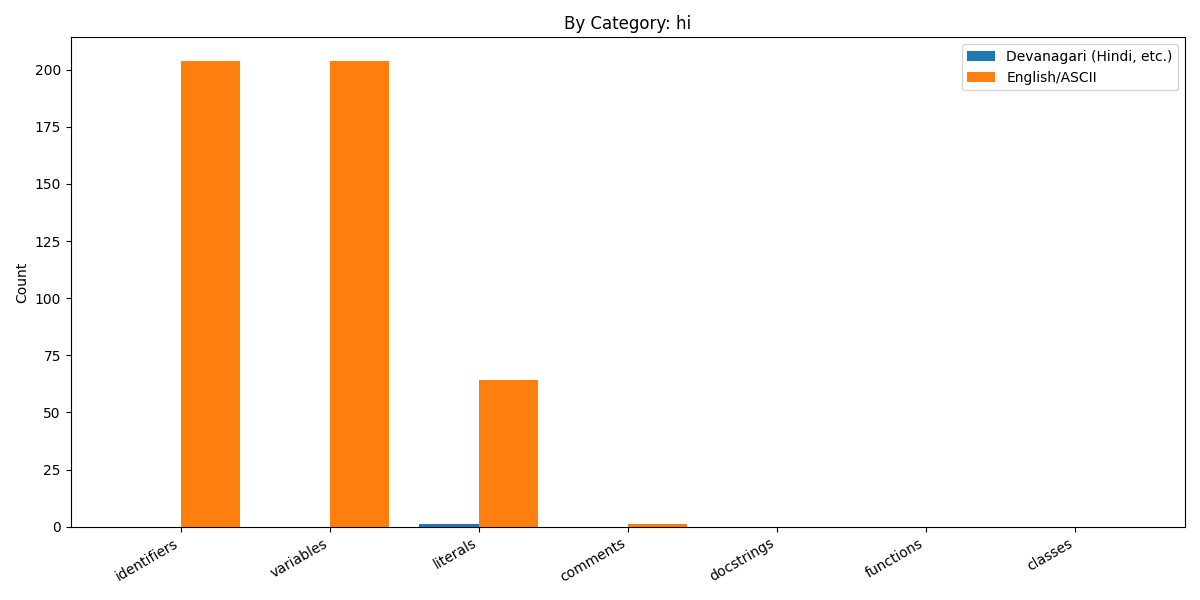 By Category: hi
Devanagari (Hindi, etc.)
English/ASCII
Count
200
175
150
125
100
75
50
25
0
identifiers
variables
literals
comments
docstrings
functions
classes